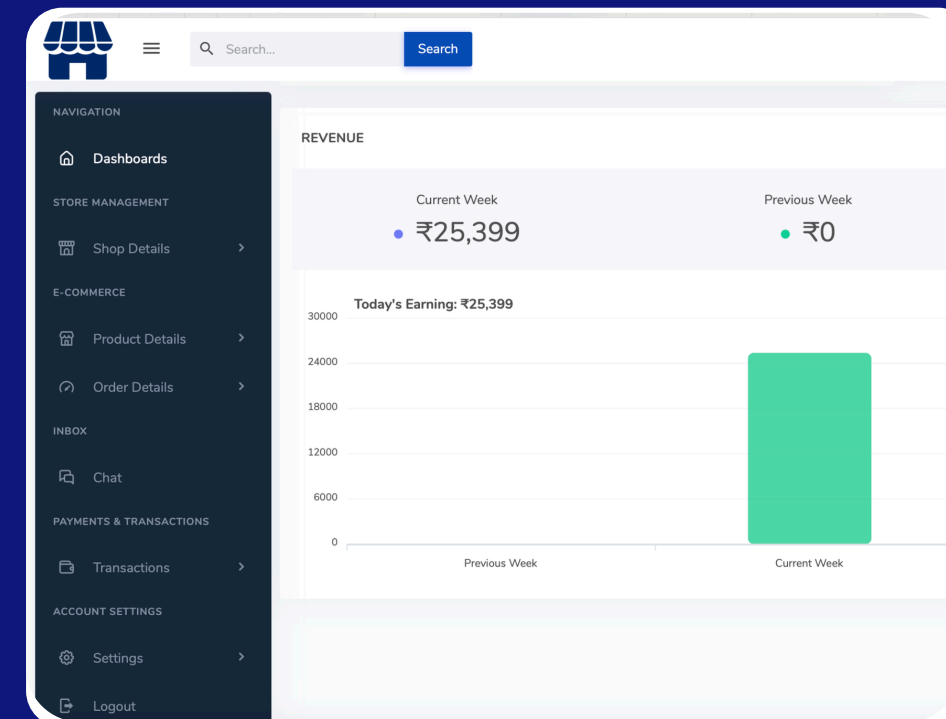 Search...
Search
NAVIGATION
Dashboards
STORE MANAGEMENT
Shop Details
E-COMMERCE
Product Details
Order Details
INBOX
Chat
PAYMENTS & TRANSACTIONS
Transactions
ACCOUNT SETTINGS
Settings
Logout
REVENUE
Current Week
₹25,399
Previous Week
₹0
Today's Earning: ₹25,399
30000
24000
18000
12000
6000
0
Previous Week
Current Week